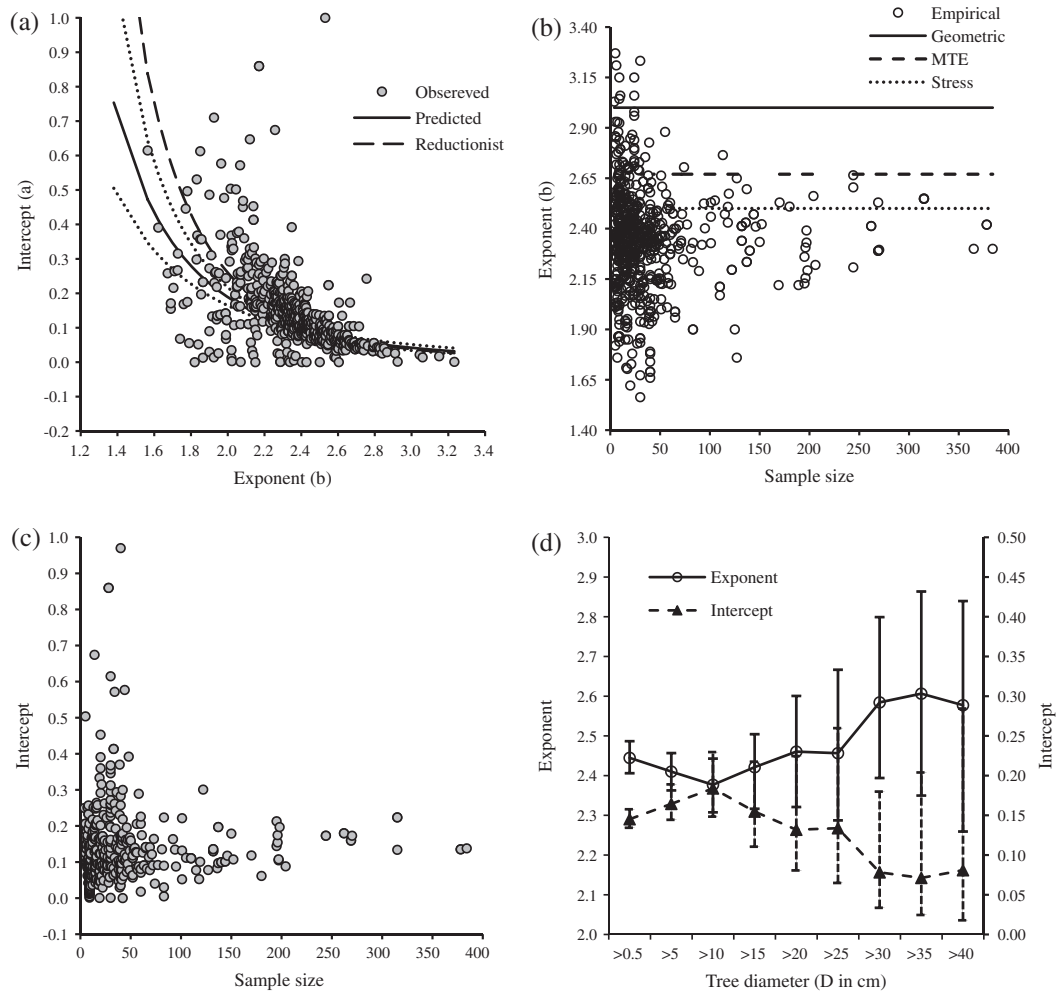 (a)
1.0
0.9
0.8
0.7
0.6
0.5
0.4
0.3
0.2
0.1
0.0
-0.1
-0.2
Intercept (a)
Obsereved
Predicted
Reductionist
1.2 1.4 1.6 1.8 2.0 2.2 2.4 2.6 2.8 3.0 3.2 3.4
Exponent (b)
(b)
Empirical
Geometric
MTE
Stress
3.40
3.15
2.90
2.65
2.40
2.15
1.90
1.65
1.40
Exponent (b)
0 50 100 150 200 250 300 350 400
Sample size
(c)
1.0
0.9
0.8
0.7
0.6
0.5
0.4
0.3
0.2
0.1
0.0
-0.1
Intercept
0 50 100 150 200 250 300 350 400
Sample size
(d)
3.0
2.9
2.8
2.7
2.6
2.5
2.4
2.3
2.2
2.1
2.0
Exponent
Exponent
Intercept
0.50
0.45
0.40
0.35
0.30
0.25
0.20
0.15
0.10
0.05
0.00
Intercept
>0.5 >5 >10 >15 >20 >25 >30 >35 >40
Tree diameter (D in cm)